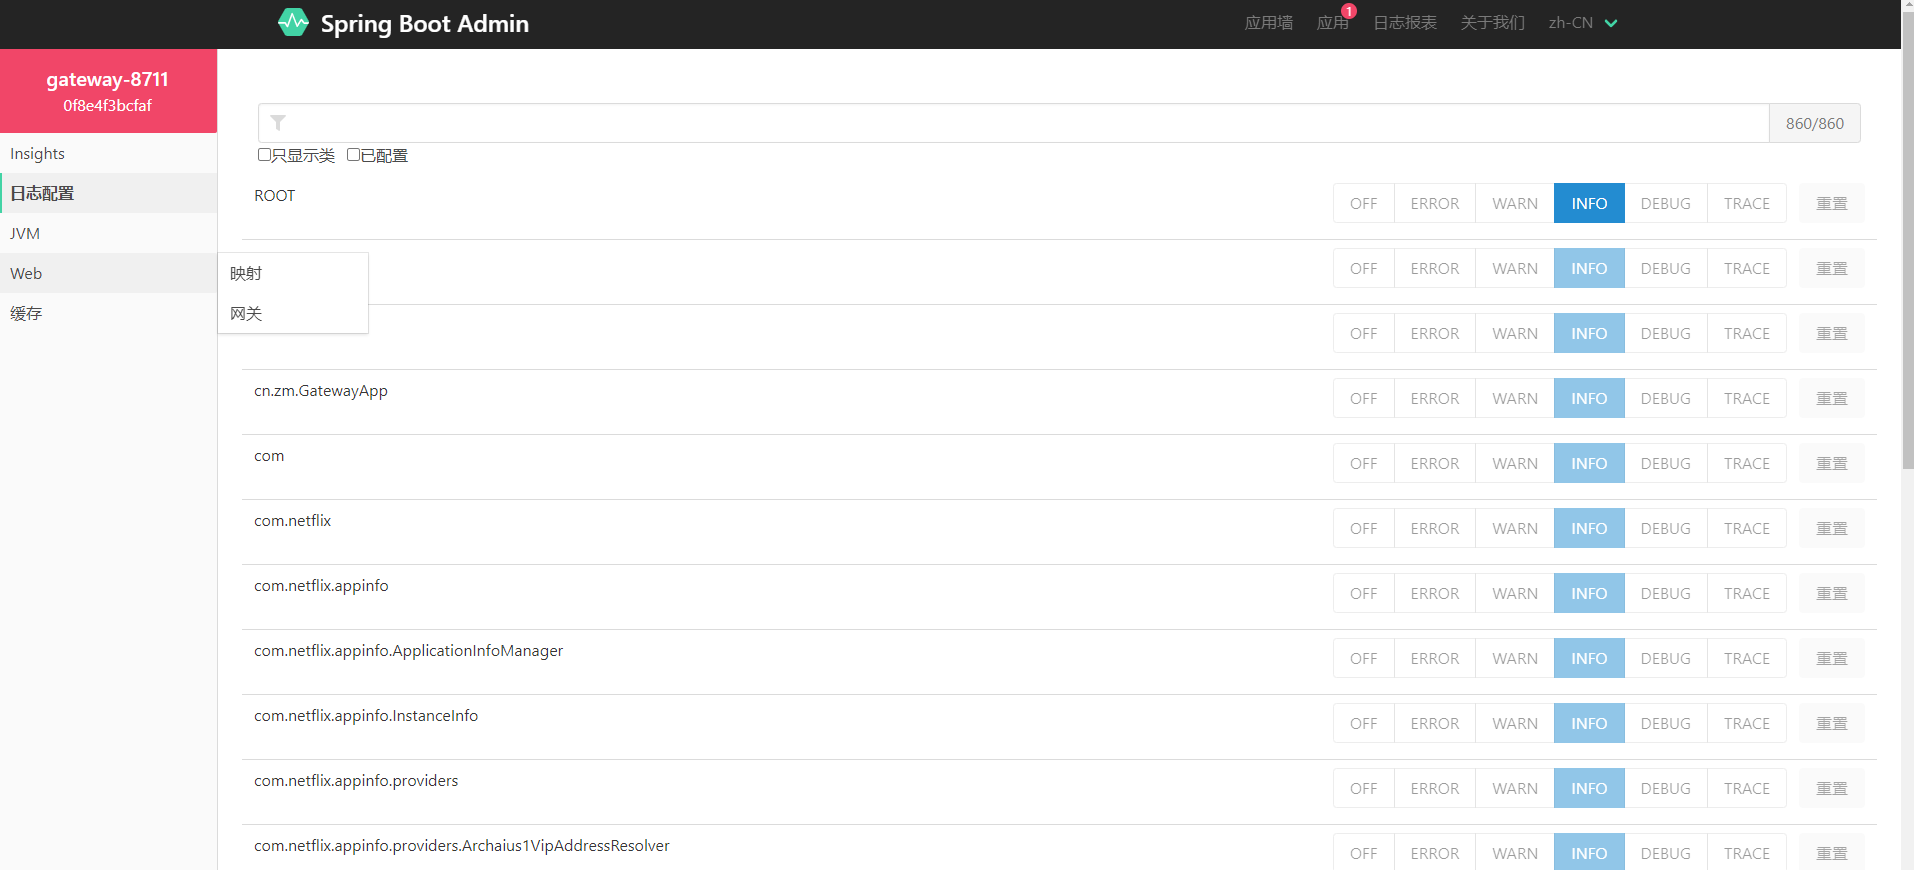 Spring Boot Admin
应用墙 应用 1 日志报表 关于我们 zh-CN
gateway-8711
0f8e4f3bcfaf
Insights
日志配置
JVM
Web
缓存
映射
网关
860/860
只显示类 已配置
ROOT OFF ERROR WARN INFO DEBUG TRACE 重置
OFF ERROR WARN INFO DEBUG TRACE 重置
OFF ERROR WARN INFO DEBUG TRACE 重置
cn.zm.GatewayApp OFF ERROR WARN INFO DEBUG TRACE 重置
com OFF ERROR WARN INFO DEBUG TRACE 重置
com.netflix OFF ERROR WARN INFO DEBUG TRACE 重置
com.netflix.appinfo OFF ERROR WARN INFO DEBUG TRACE 重置
com.netflix.appinfo.ApplicationInfoManager OFF ERROR WARN INFO DEBUG TRACE 重置
com.netflix.appinfo.InstanceInfo OFF ERROR WARN INFO DEBUG TRACE 重置
com.netflix.appinfo.providers OFF ERROR WARN INFO DEBUG TRACE 重置
com.netflix.appinfo.providers.Archaius1VipAddressResolver OFF ERROR WARN INFO DEBUG TRACE 重置